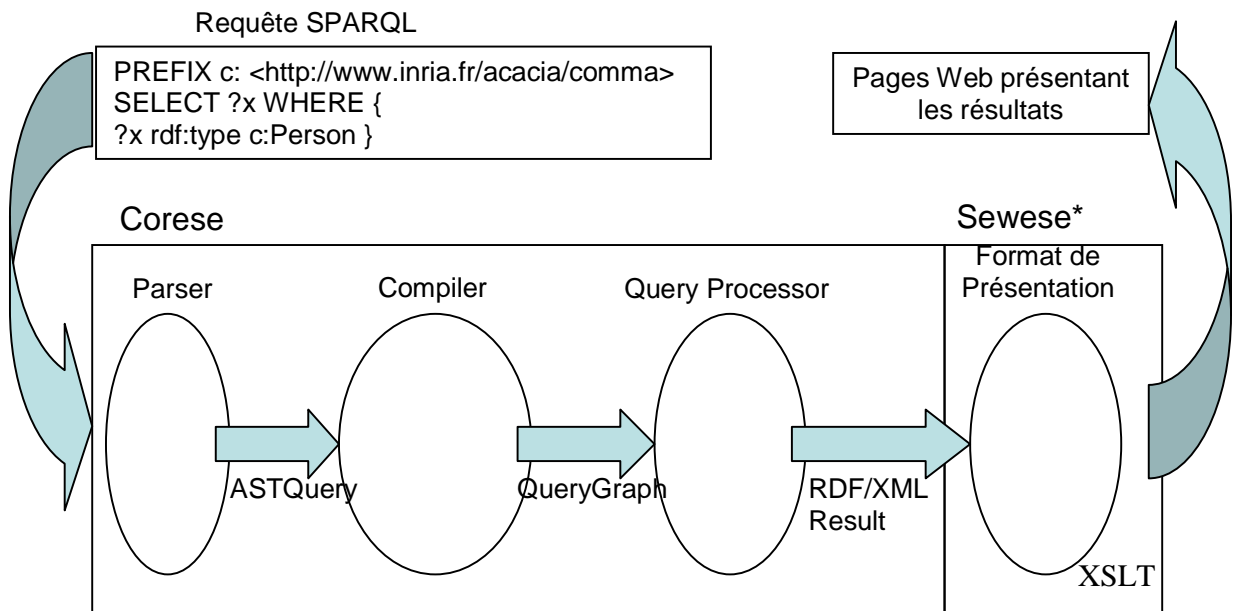 Requête SPARQL
PREFIX c: <http://www.inria.fr/acacia/comma>
SELECT ?x WHERE {
?x rdf:type c:Person }
Pages Web présentant
les résultats
Corese
Sewese*
Parser
Compiler
Query Processor
Format de
Présentation
ASTQuery
QueryGraph
RDF/XML
Result
XSLT